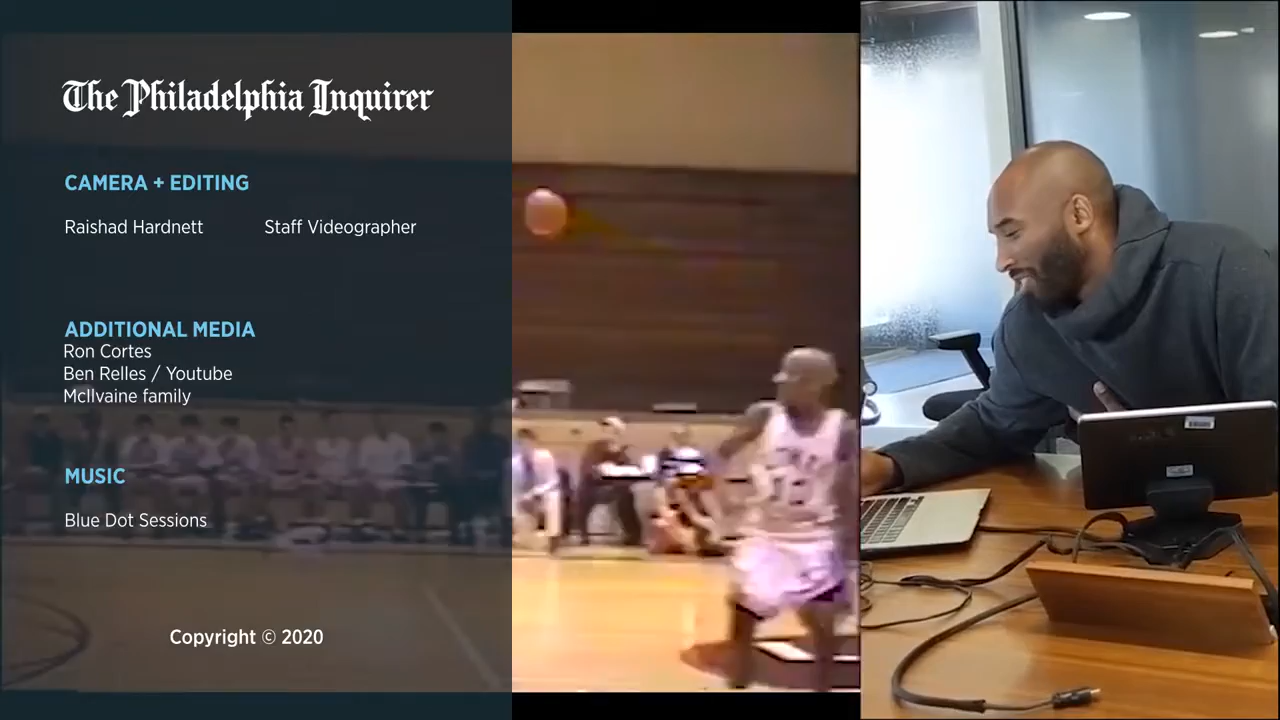 The Philadelphia Inquirer
CAMERA + EDITING
Raishad Hardnett Staff Videographer
ADDITIONAL MEDIA
Ron Cortes
Ben Relles / Youtube
McIlvaine family
MUSIC
Blue Dot Sessions
Copyright © 2020